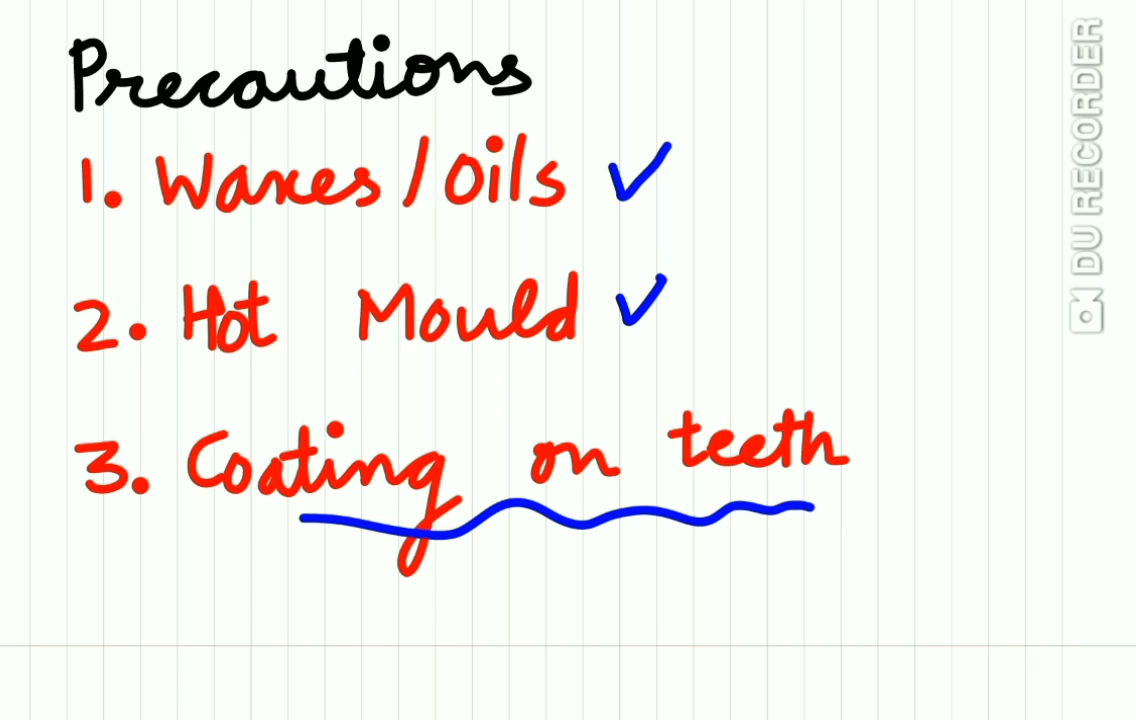 Precautions
1. Waxes/Oils ✓
2. Hot Mould ✓
3. Coating on teeth
DU RECORDER